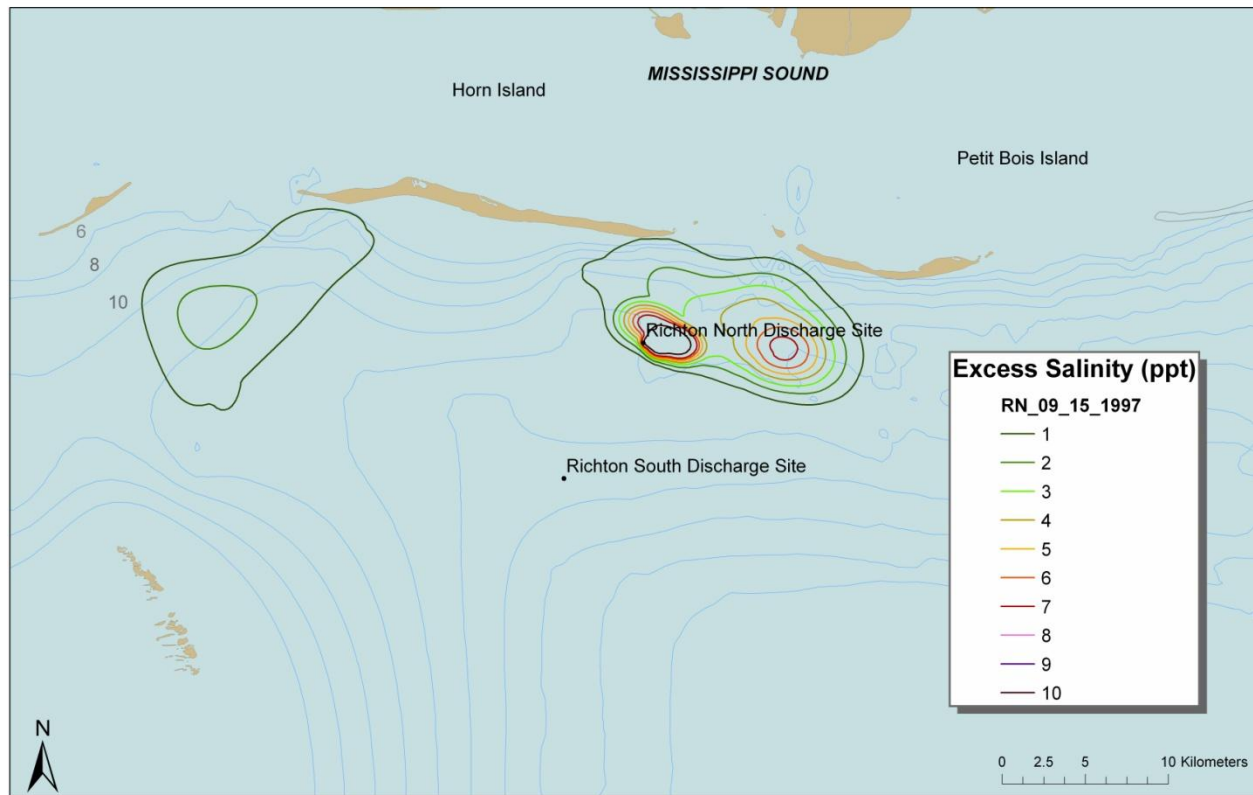 MISSISSIPPI SOUND
Horn Island
Petit Bois Island
6
8
10
Richton North Discharge Site
Richton South Discharge Site
Excess Salinity (ppt)
RN_09_15_1997
1
2
3
4
5
6
7
8
9
10
N
0 2.5 5 10 Kilometers